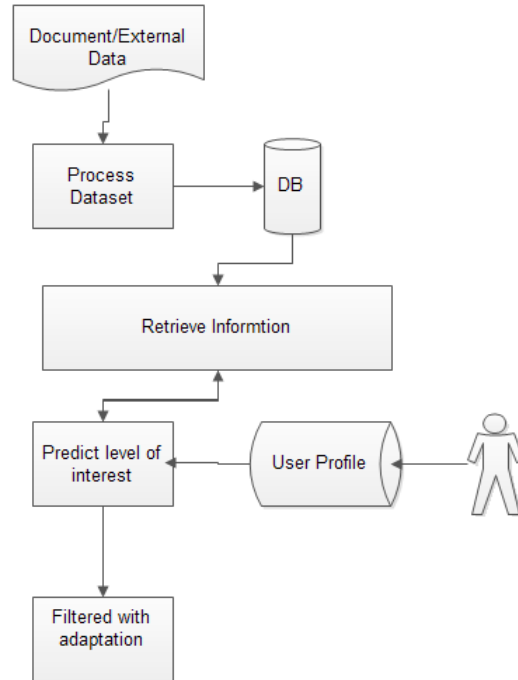 Document/External
Data
Process
Dataset
DB
Retrieve Informtion
Predict level of
interest
User Profile
Filtered with
adaptation